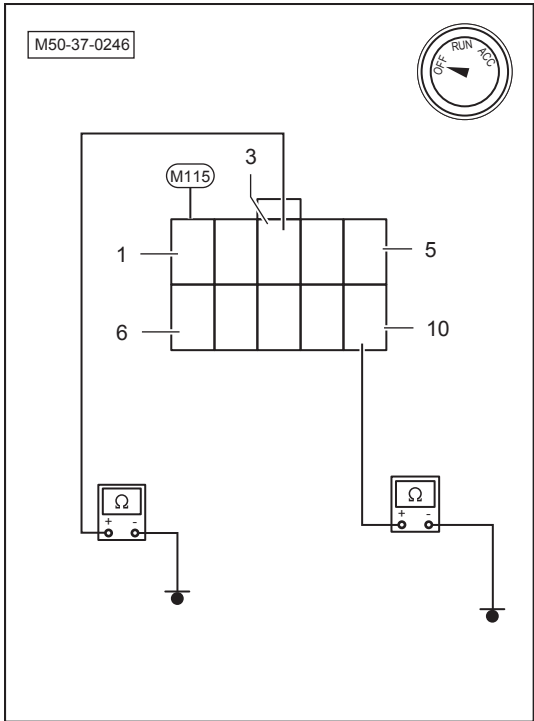 M50-37-0246
OFF RUN ACC
3
M115
1
5
6
10
Ω
+ -
Ω
+ -